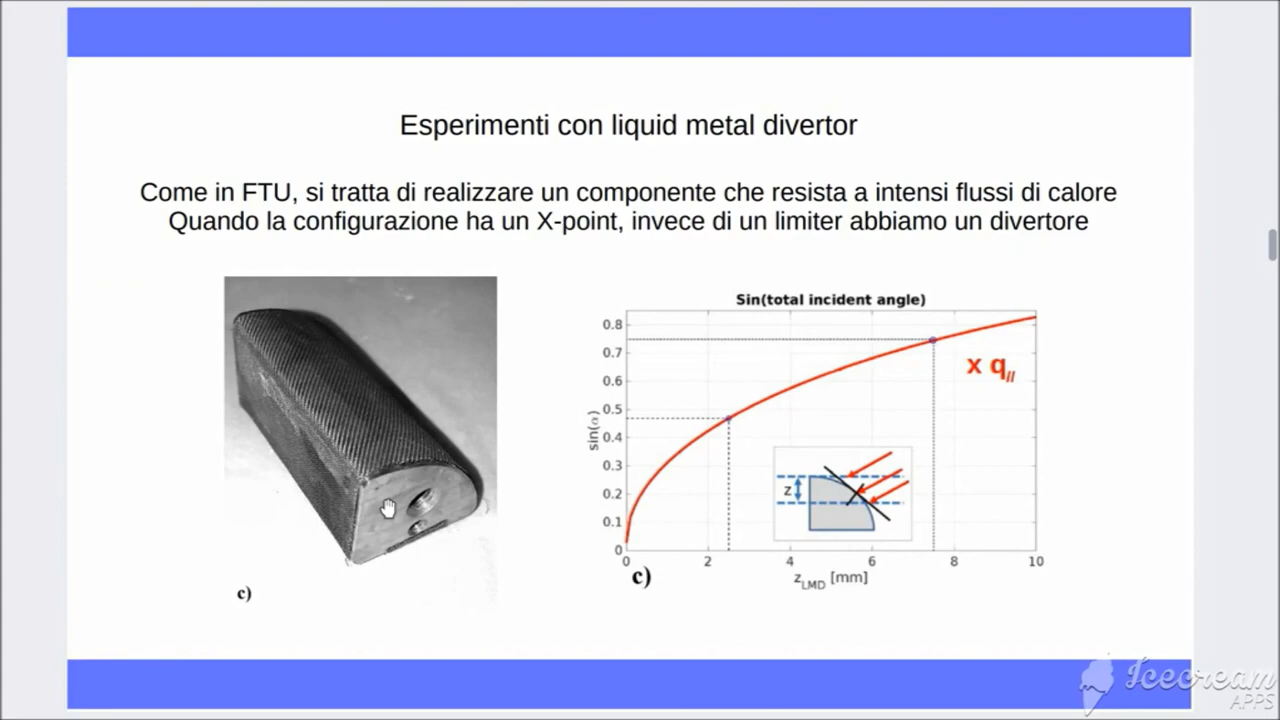 Esperimenti con liquid metal divertor
Come in FTU, si tratta di realizzare un componente che resista a intensi flussi di calore
Quando la configurazione ha un X-point, invece di un limiter abbiamo un divertore
c)
Sin(total incident angle)
0.8
0.7
0.6
0.5
0.4
0.3
0.2
0.1
0
sin(α)
x q//
z
0 2 4 6 8 10
c)
zLMD [mm]
Icecream
APPS